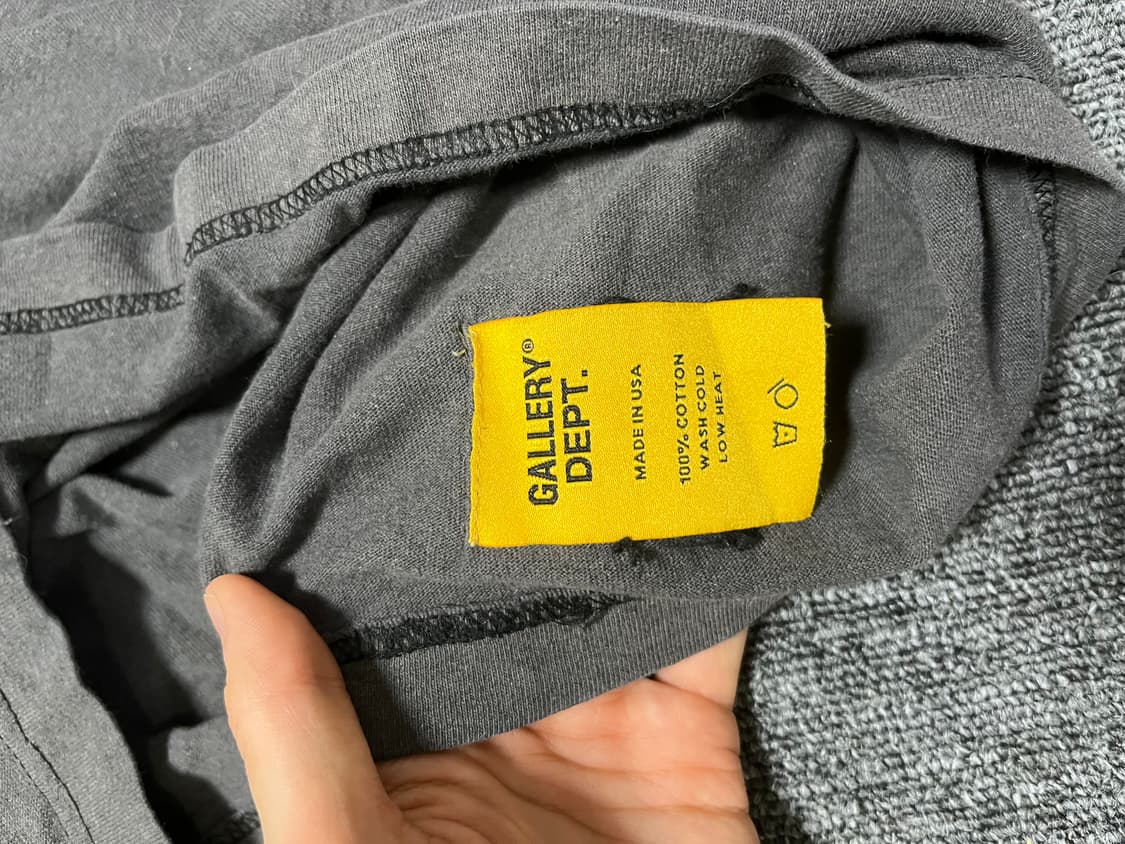 GALLERY®
DEPT.
MADE IN USA
100% COTTON
WASH COLD
LOW HEAT